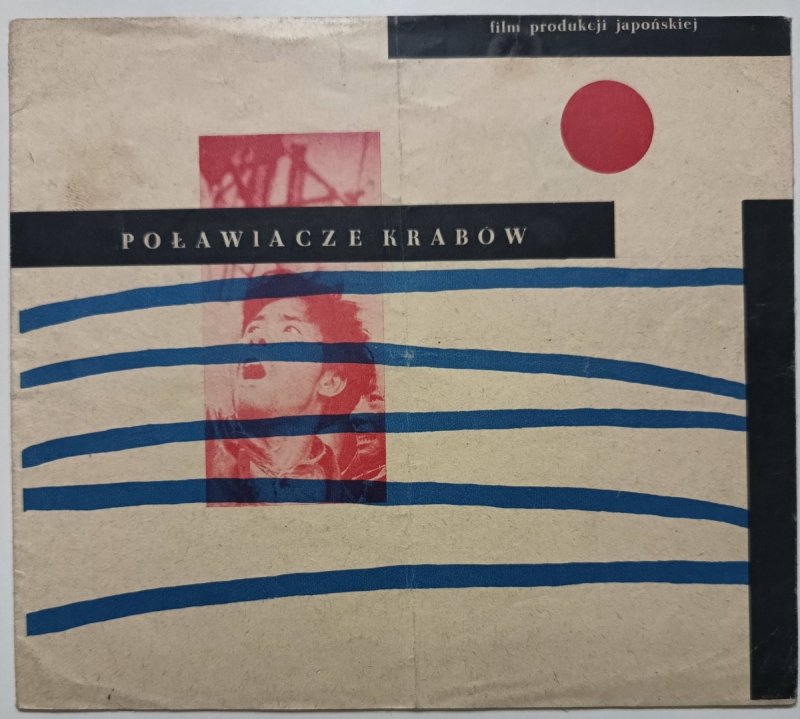 film produkcji japońskiej
POŁAWIACZE KRABÓW